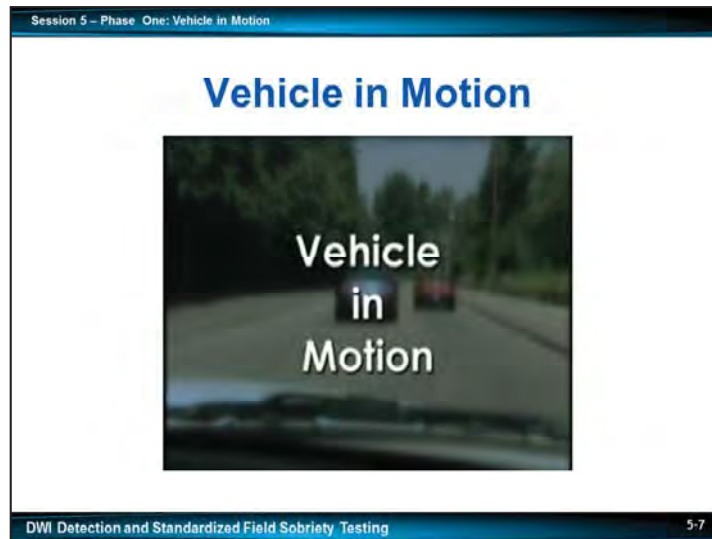 Session 5 – Phase One: Vehicle in Motion
Vehicle in Motion
Vehicle
in
Motion
DWI Detection and Standardized Field Sobriety Testing
5-7